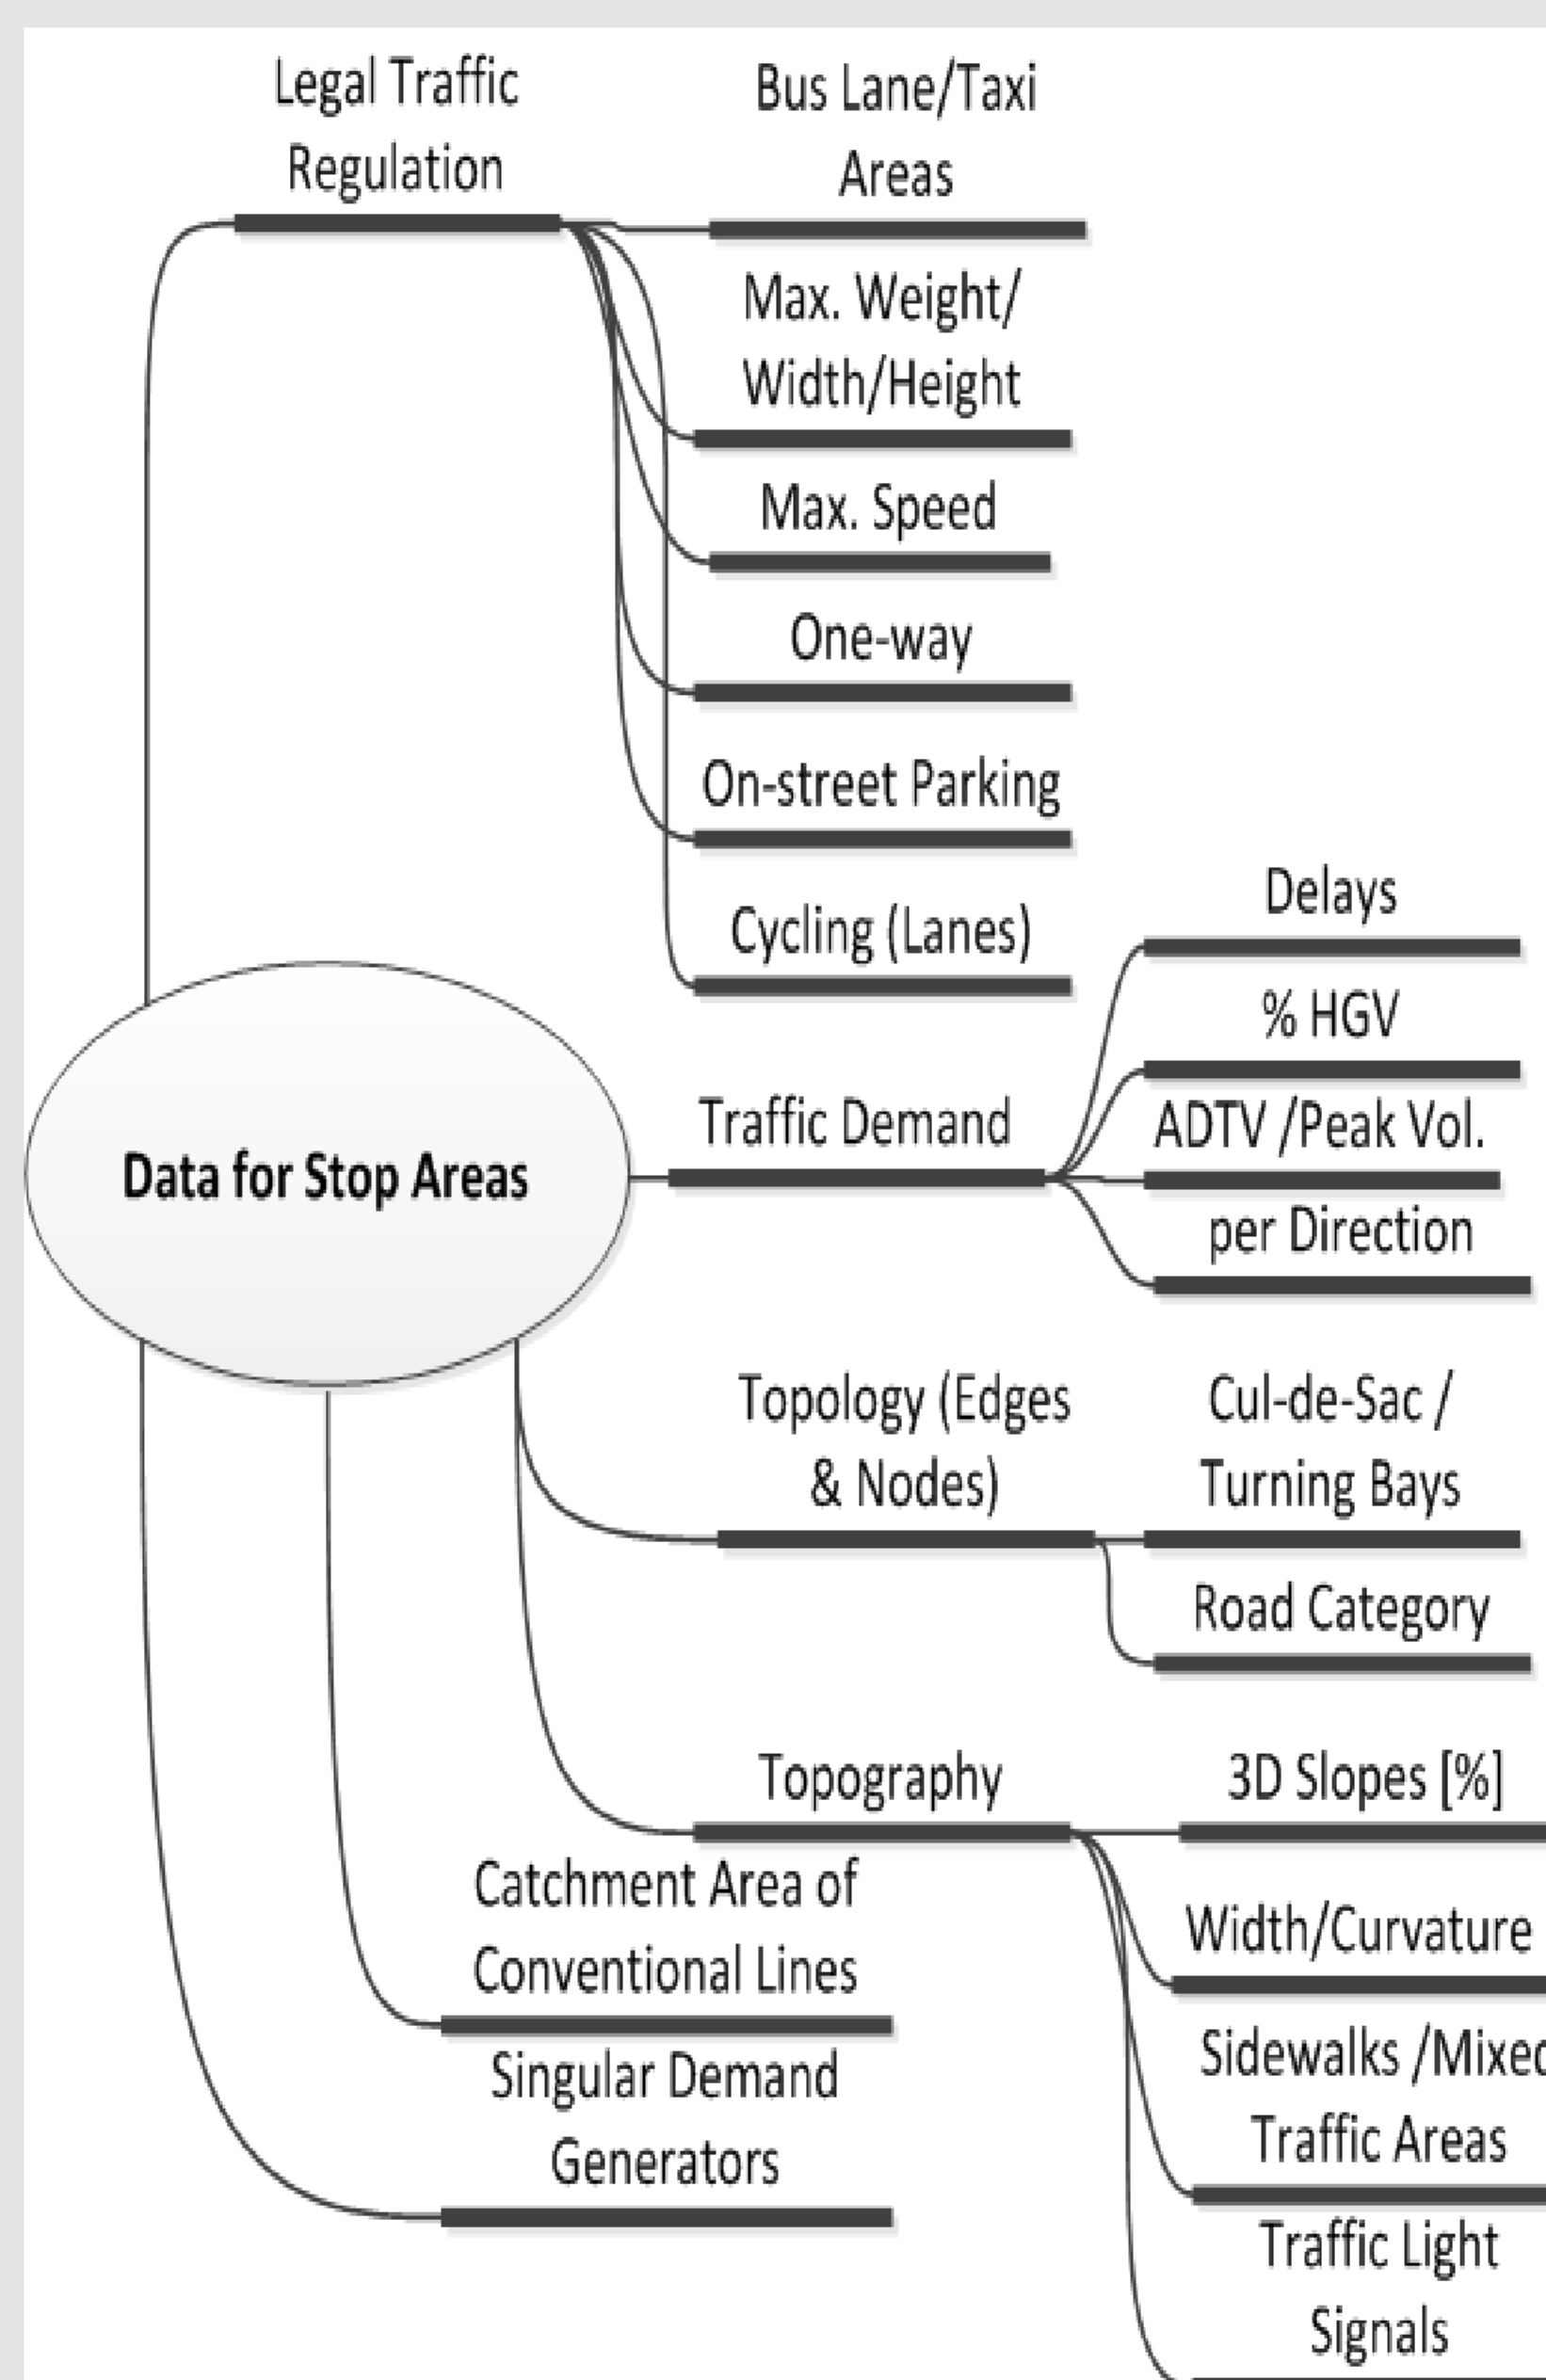 Legal Traffic
Regulation
Bus Lane/Taxi
Areas
Max. Weight/
Width/Height
Max. Speed
One-way
On-street Parking
Cycling (Lanes)
Data for Stop Areas
Traffic Demand
Delays
% HGV
ADTV /Peak Vol.
per Direction
Topology (Edges
& Nodes)
Cul-de-Sac /
Turning Bays
Road Category
Topography
3D Slopes [%]
Width/Curvature
Sidewalks /Mixed
Traffic Areas
Traffic Light
Signals
Catchment Area of
Conventional Lines
Singular Demand
Generators